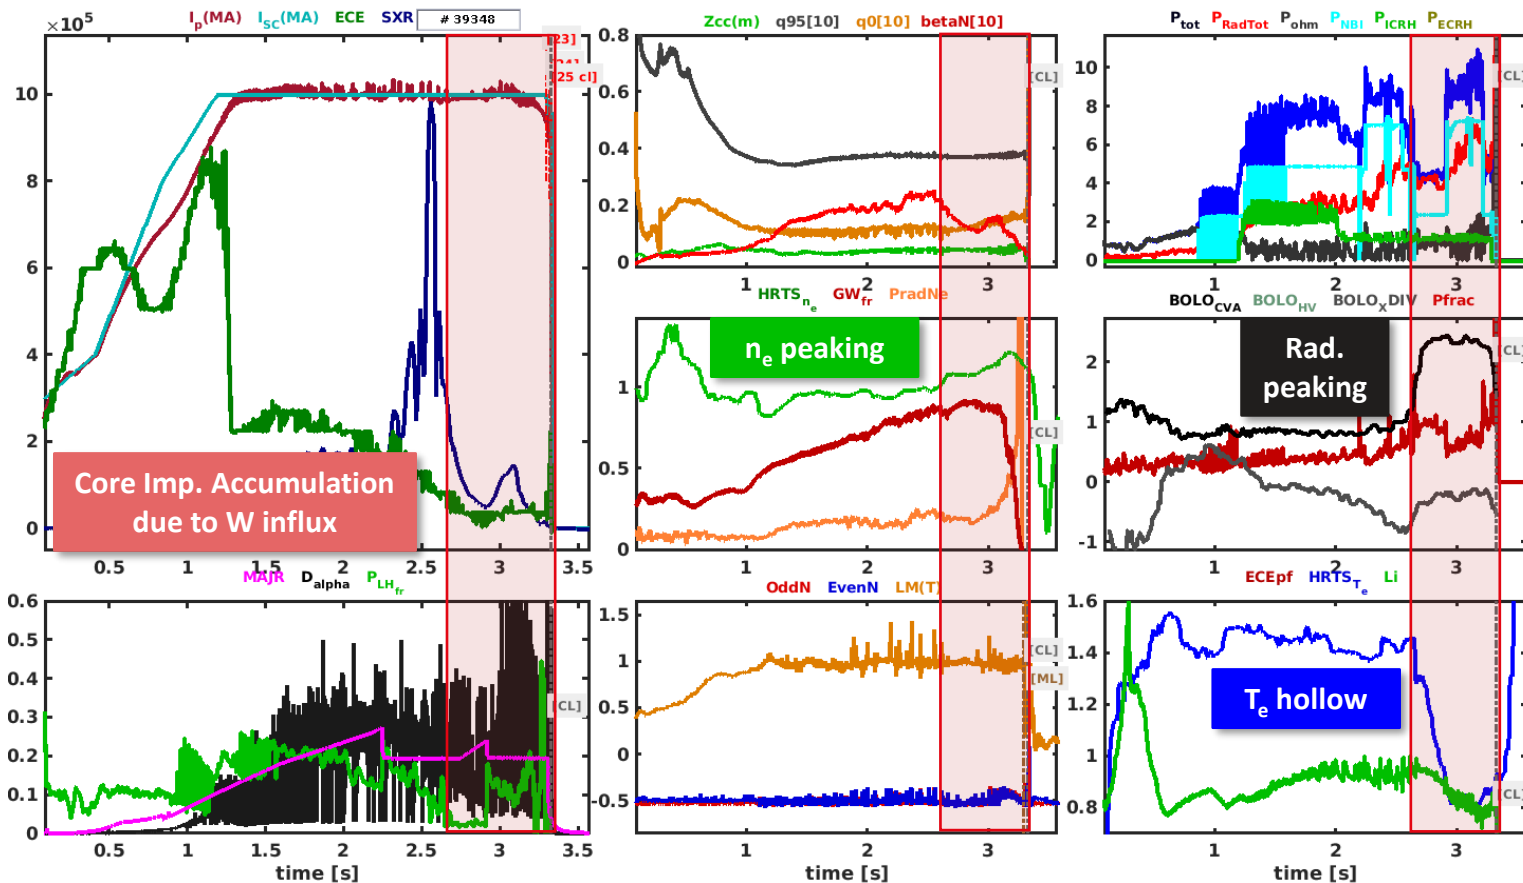 I_p(MA) I_SC(MA) ECE SXR # 39348
×10⁵
[23]
[25 cl]
10
8
6
4
2
0
0.5 1 1.5 2 2.5 3 3.5
Core Imp. Accumulation
due to W influx
Zcc(m) q95[10] q0[10] betaN[10]
0.8
0.6
0.4
0.2
0
[CL]
1 2 3
P_tot P_RadTot P_ohm P_NBI P_ICRH P_ECRH
10
8
6
4
2
0
[CL]
1 2 3
HRTS_n_e GW_fr PradNe
n_e peaking
1
0.5
0
[CL]
1 2 3
BOLO_CVA BOLO_HV BOLO_XDIV Pfrac
Rad.
peaking
2
1
0
-1
[CL]
1 2 3
MAJR D_alpha P_LH_fr
0.6
0.5
0.4
0.3
0.2
0.1
0
[CL]
0.5 1 1.5 2 2.5 3 3.5
time [s]
OddN EvenN LM(T)
1.5
1
0.5
0
-0.5
[CL]
[ML]
1 2 3
time [s]
ECEpf HRTS_T_e Li
T_e hollow
1.6
1.4
1.2
1
0.8
[CL]
1 2 3
time [s]